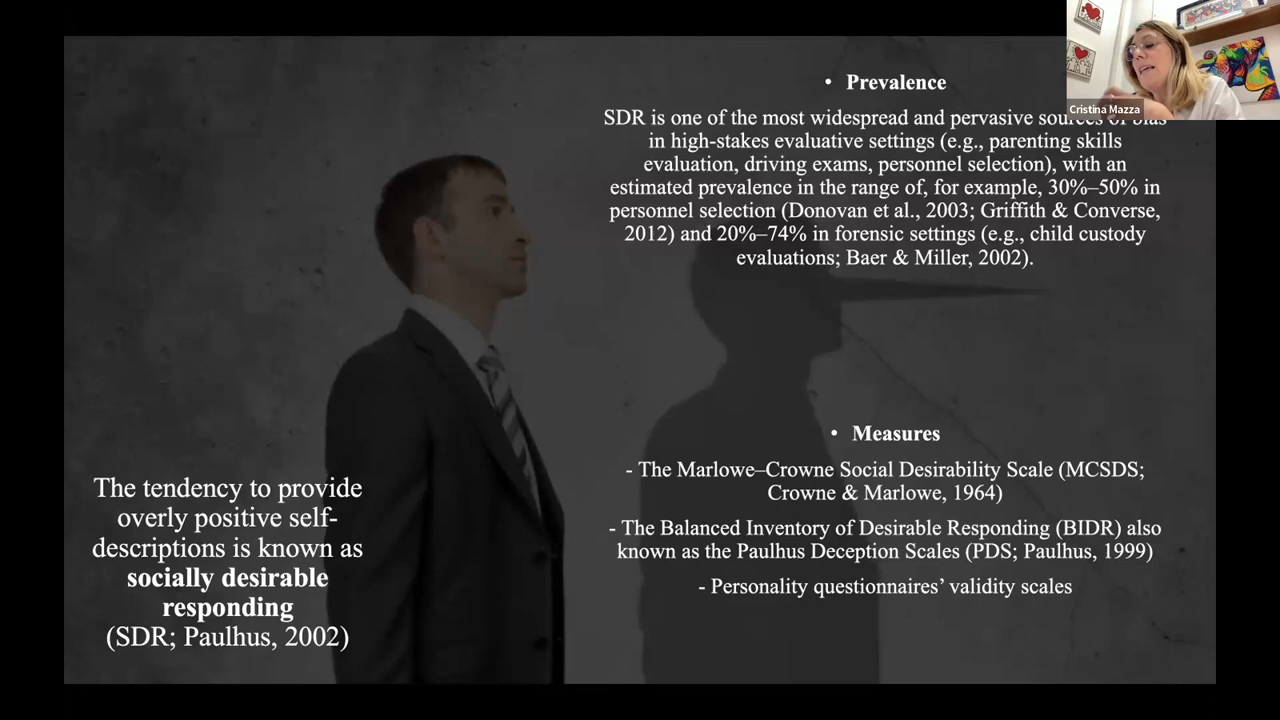 Cristina Mazza
• Prevalence
SDR is one of the most widespread and pervasive sources of bias
in high-stakes evaluative settings (e.g., parenting skills
evaluation, driving exams, personnel selection), with an
estimated prevalence in the range of, for example, 30%–50% in
personnel selection (Donovan et al., 2003; Griffith & Converse,
2012) and 20%–74% in forensic settings (e.g., child custody
evaluations; Baer & Miller, 2002).
• Measures
- The Marlowe–Crowne Social Desirability Scale (MCSDS;
Crowne & Marlowe, 1964)
- The Balanced Inventory of Desirable Responding (BIDR) also
known as the Paulhus Deception Scales (PDS; Paulhus, 1999)
- Personality questionnaires’ validity scales
The tendency to provide
overly positive self-
descriptions is known as
socially desirable
responding
(SDR; Paulhus, 2002)